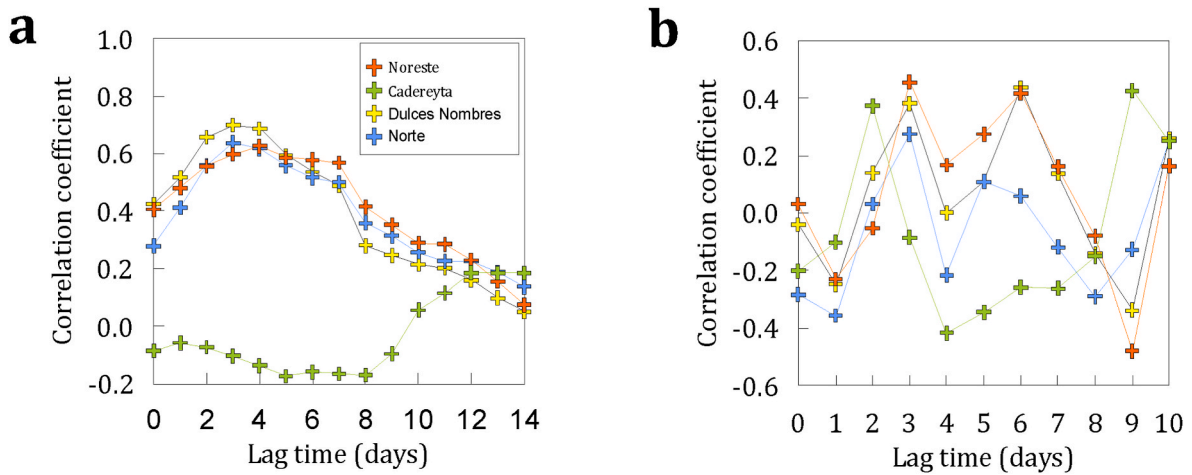 a
Correlation coefficient
1.0
0.8
0.6
0.4
0.2
0.0
-0.2
Noreste
Cadereyta
Dulces Nombres
Norte
0 2 4 6 8 10 12 14
Lag time (days)
b
Correlation coefficient
0.6
0.4
0.2
0.0
-0.2
-0.4
-0.6
0 1 2 3 4 5 6 7 8 9 10
Lag time (days)